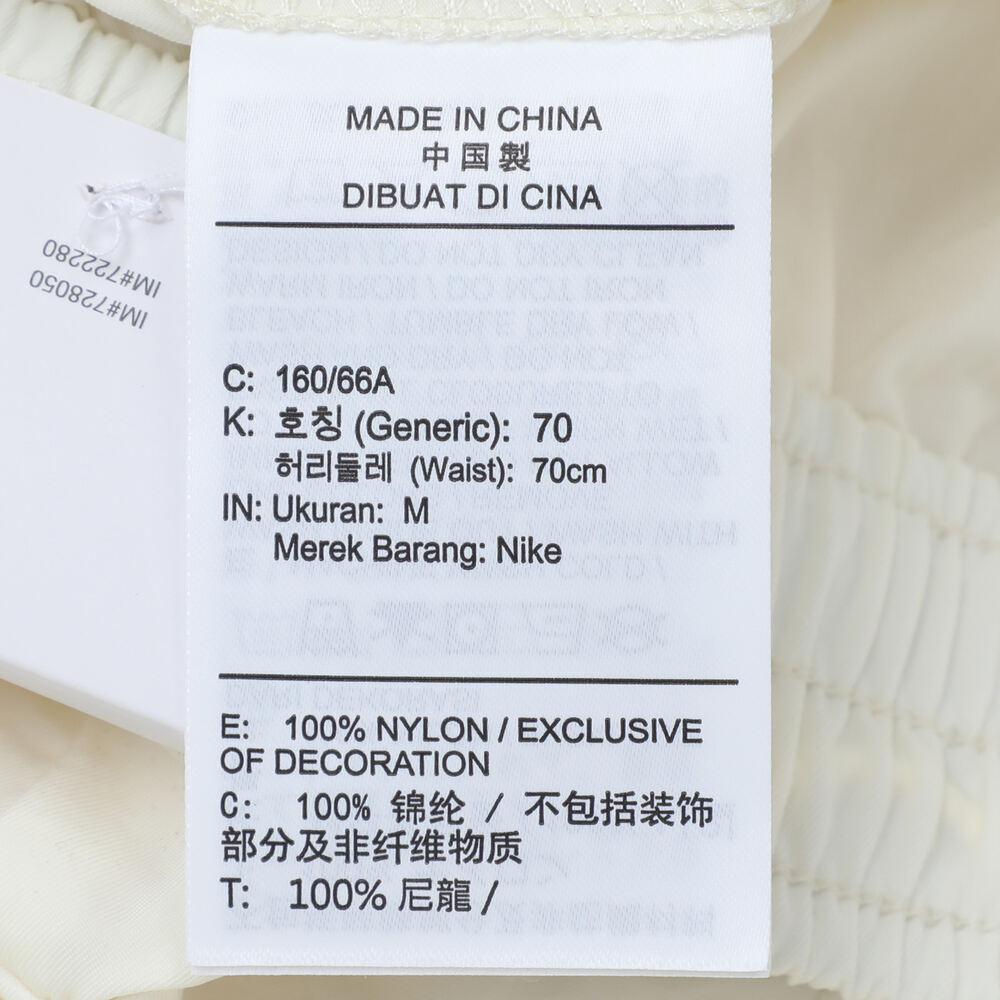 MADE IN CHINA
中国製
DIBUAT DI CINA
IM#722280
IM#728050
C: 160/66A
K: 호칭 (Generic): 70
허리둘레 (Waist): 70cm
IN: Ukuran: M
Merek Barang: Nike
E: 100% NYLON / EXCLUSIVE
OF DECORATION
C: 100% 锦纶 / 不包括装饰
部分及非纤维物质
T: 100% 尼龍 /